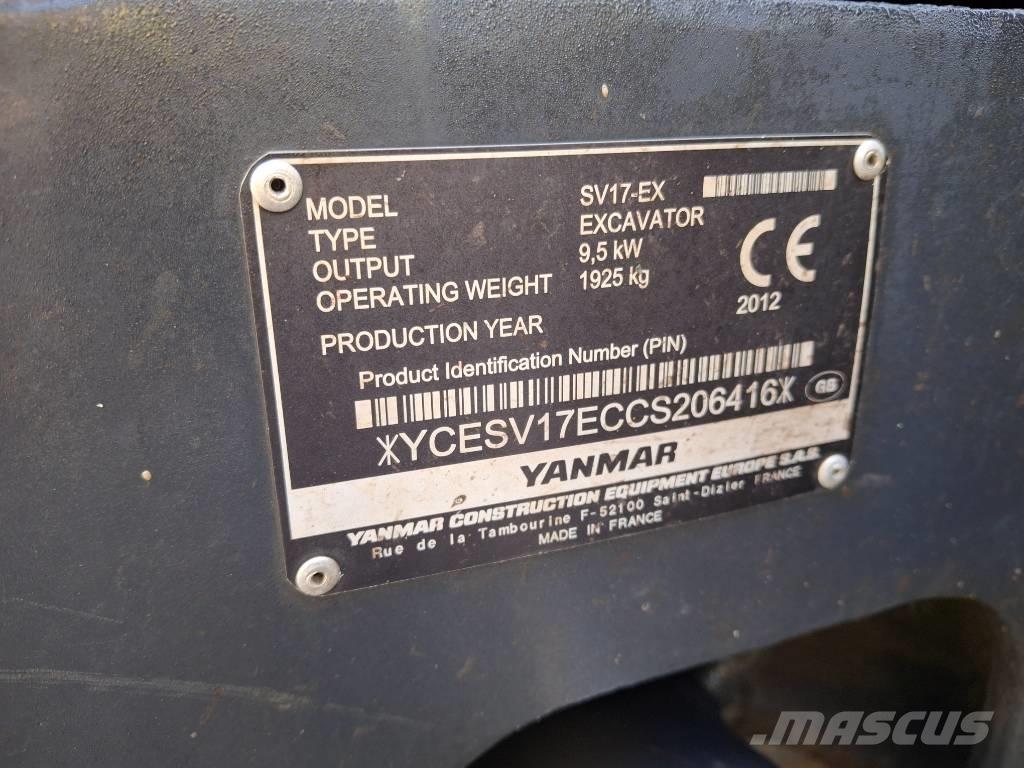 MODEL SV17-EX
TYPE EXCAVATOR
OUTPUT 9,5 kW
OPERATING WEIGHT 1925 kg
CE
PRODUCTION YEAR 2012
Product Identification Number (PIN)
*YCESV17ECCS206416* GB
YANMAR
YANMAR CONSTRUCTION EQUIPMENT EUROPE S.A.S.
Rue de la Tambourine F-52100 Saint-Dizier FRANCE
MADE IN FRANCE
MASCUS